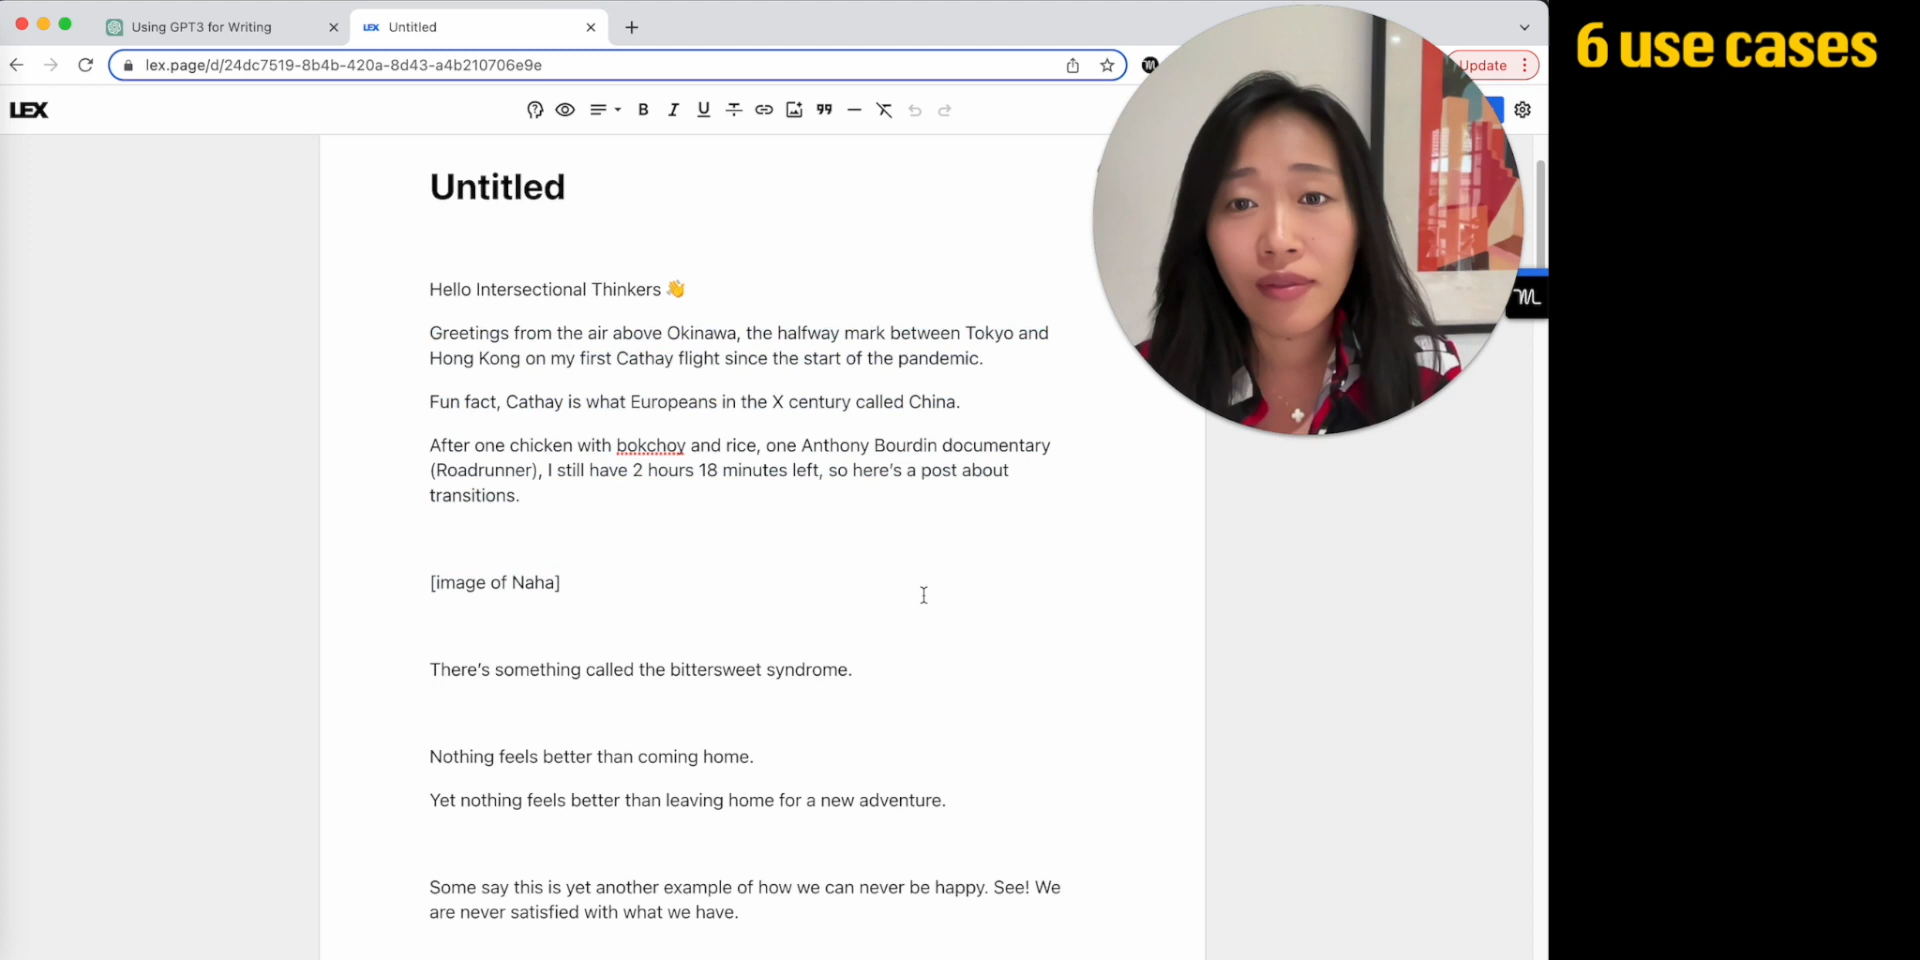 Using GPT3 for Writing
LEX Untitled
lex.page/d/24dc7519-8b4b-420a-8d43-a4b210706e9e
Update
6 use cases
LEX
B I U T
Untitled
Hello Intersectional Thinkers 👋
Greetings from the air above Okinawa, the halfway mark between Tokyo and
Hong Kong on my first Cathay flight since the start of the pandemic.
Fun fact, Cathay is what Europeans in the X century called China.
After one chicken with bokchoy and rice, one Anthony Bourdin documentary
(Roadrunner), I still have 2 hours 18 minutes left, so here's a post about
transitions.
[image of Naha]
There's something called the bittersweet syndrome.
Nothing feels better than coming home.
Yet nothing feels better than leaving home for a new adventure.
Some say this is yet another example of how we can never be happy. See! We
are never satisfied with what we have.